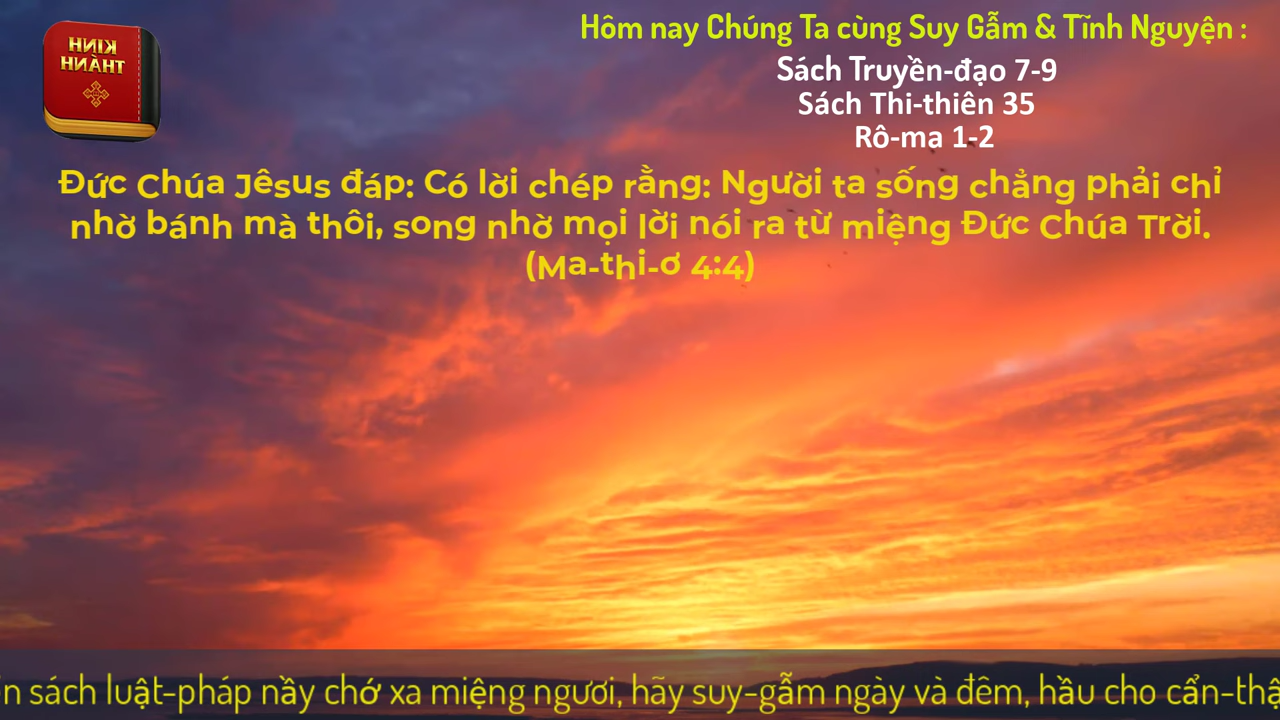 KINH
THÀNH
Hôm nay Chúng Ta cùng Suy Gẫm & Tĩnh Nguyện :
Sách Truyền-đạo 7-9
Sách Thi-thiên 35
Rô-ma 1-2
Đức Chúa Jêsus đáp: Có lời chép rằng: Người ta sống chẳng phải chỉ
nhờ bánh mà thôi, song nhờ mọi lời nói ra từ miệng Đức Chúa Trời.
(Ma-thi-ơ 4:4)
sách luật-pháp nầy chớ xa miệng ngươi, hãy suy-gẫm ngày và đêm, hầu cho